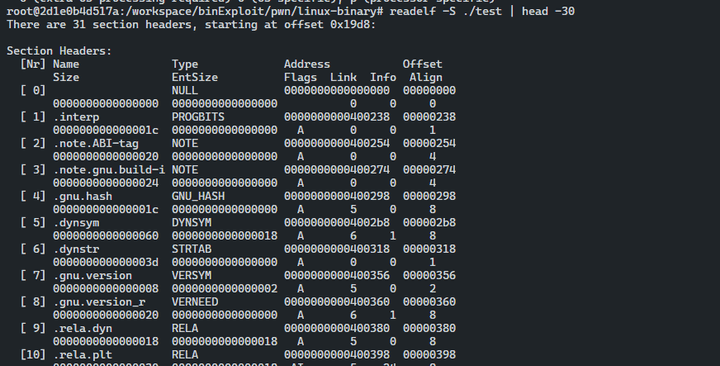 root@2d1e0b4d517a:/workspace/binExploit/pwn/linux-binary# readelf -S ./test | head -30
There are 31 section headers, starting at offset 0x19d8:
Section Headers:
[Nr] Name Type Address Offset
Size EntSize Flags Link Info Align
[ 0] NULL 0000000000000000 00000000
0000000000000000 0000000000000000 0 0 0
[ 1] .interp PROGBITS 0000000000400238 00000238
000000000000001c 0000000000000000 A 0 0 1
[ 2] .note.ABI-tag NOTE 0000000000400254 00000254
0000000000000020 0000000000000000 A 0 0 4
[ 3] .note.gnu.build-i NOTE 0000000000400274 00000274
0000000000000024 0000000000000000 A 0 0 4
[ 4] .gnu.hash GNU_HASH 0000000000400298 00000298
000000000000001c 0000000000000000 A 5 0 8
[ 5] .dynsym DYNSYM 00000000004002b8 000002b8
0000000000000060 0000000000000018 A 6 1 8
[ 6] .dynstr STRTAB 0000000000400318 00000318
000000000000003d 0000000000000000 A 0 0 1
[ 7] .gnu.version VERSYM 0000000000400356 00000356
0000000000000008 0000000000000002 A 5 0 2
[ 8] .gnu.version_r VERNEED 0000000000400360 00000360
0000000000000020 0000000000000000 A 6 1 8
[ 9] .rela.dyn RELA 0000000000400380 00000380
0000000000000018 0000000000000018 A 5 0 8
[10] .rela.plt RELA 0000000000400398 00000398